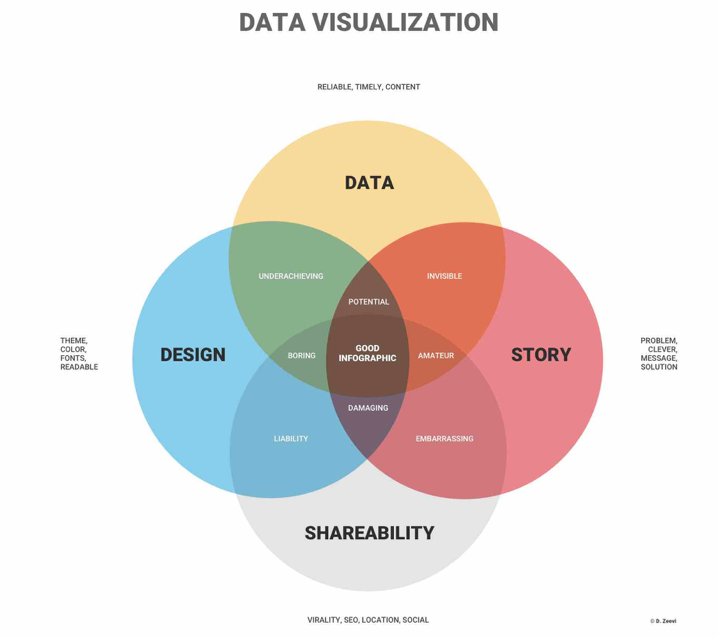 DATA VISUALIZATION
RELIABLE, TIMELY, CONTENT
DATA
UNDERACHIEVING
INVISIBLE
POTENTIAL
THEME,
COLOR,
FONTS,
READABLE
DESIGN
BORING
GOOD
INFOGRAPHIC
AMATEUR
STORY
PROBLEM,
CLEVER,
MESSAGE,
SOLUTION
DAMAGING
LIABILITY
EMBARRASSING
SHAREABILITY
VIRALITY, SEO, LOCATION, SOCIAL
© D. Zeevi